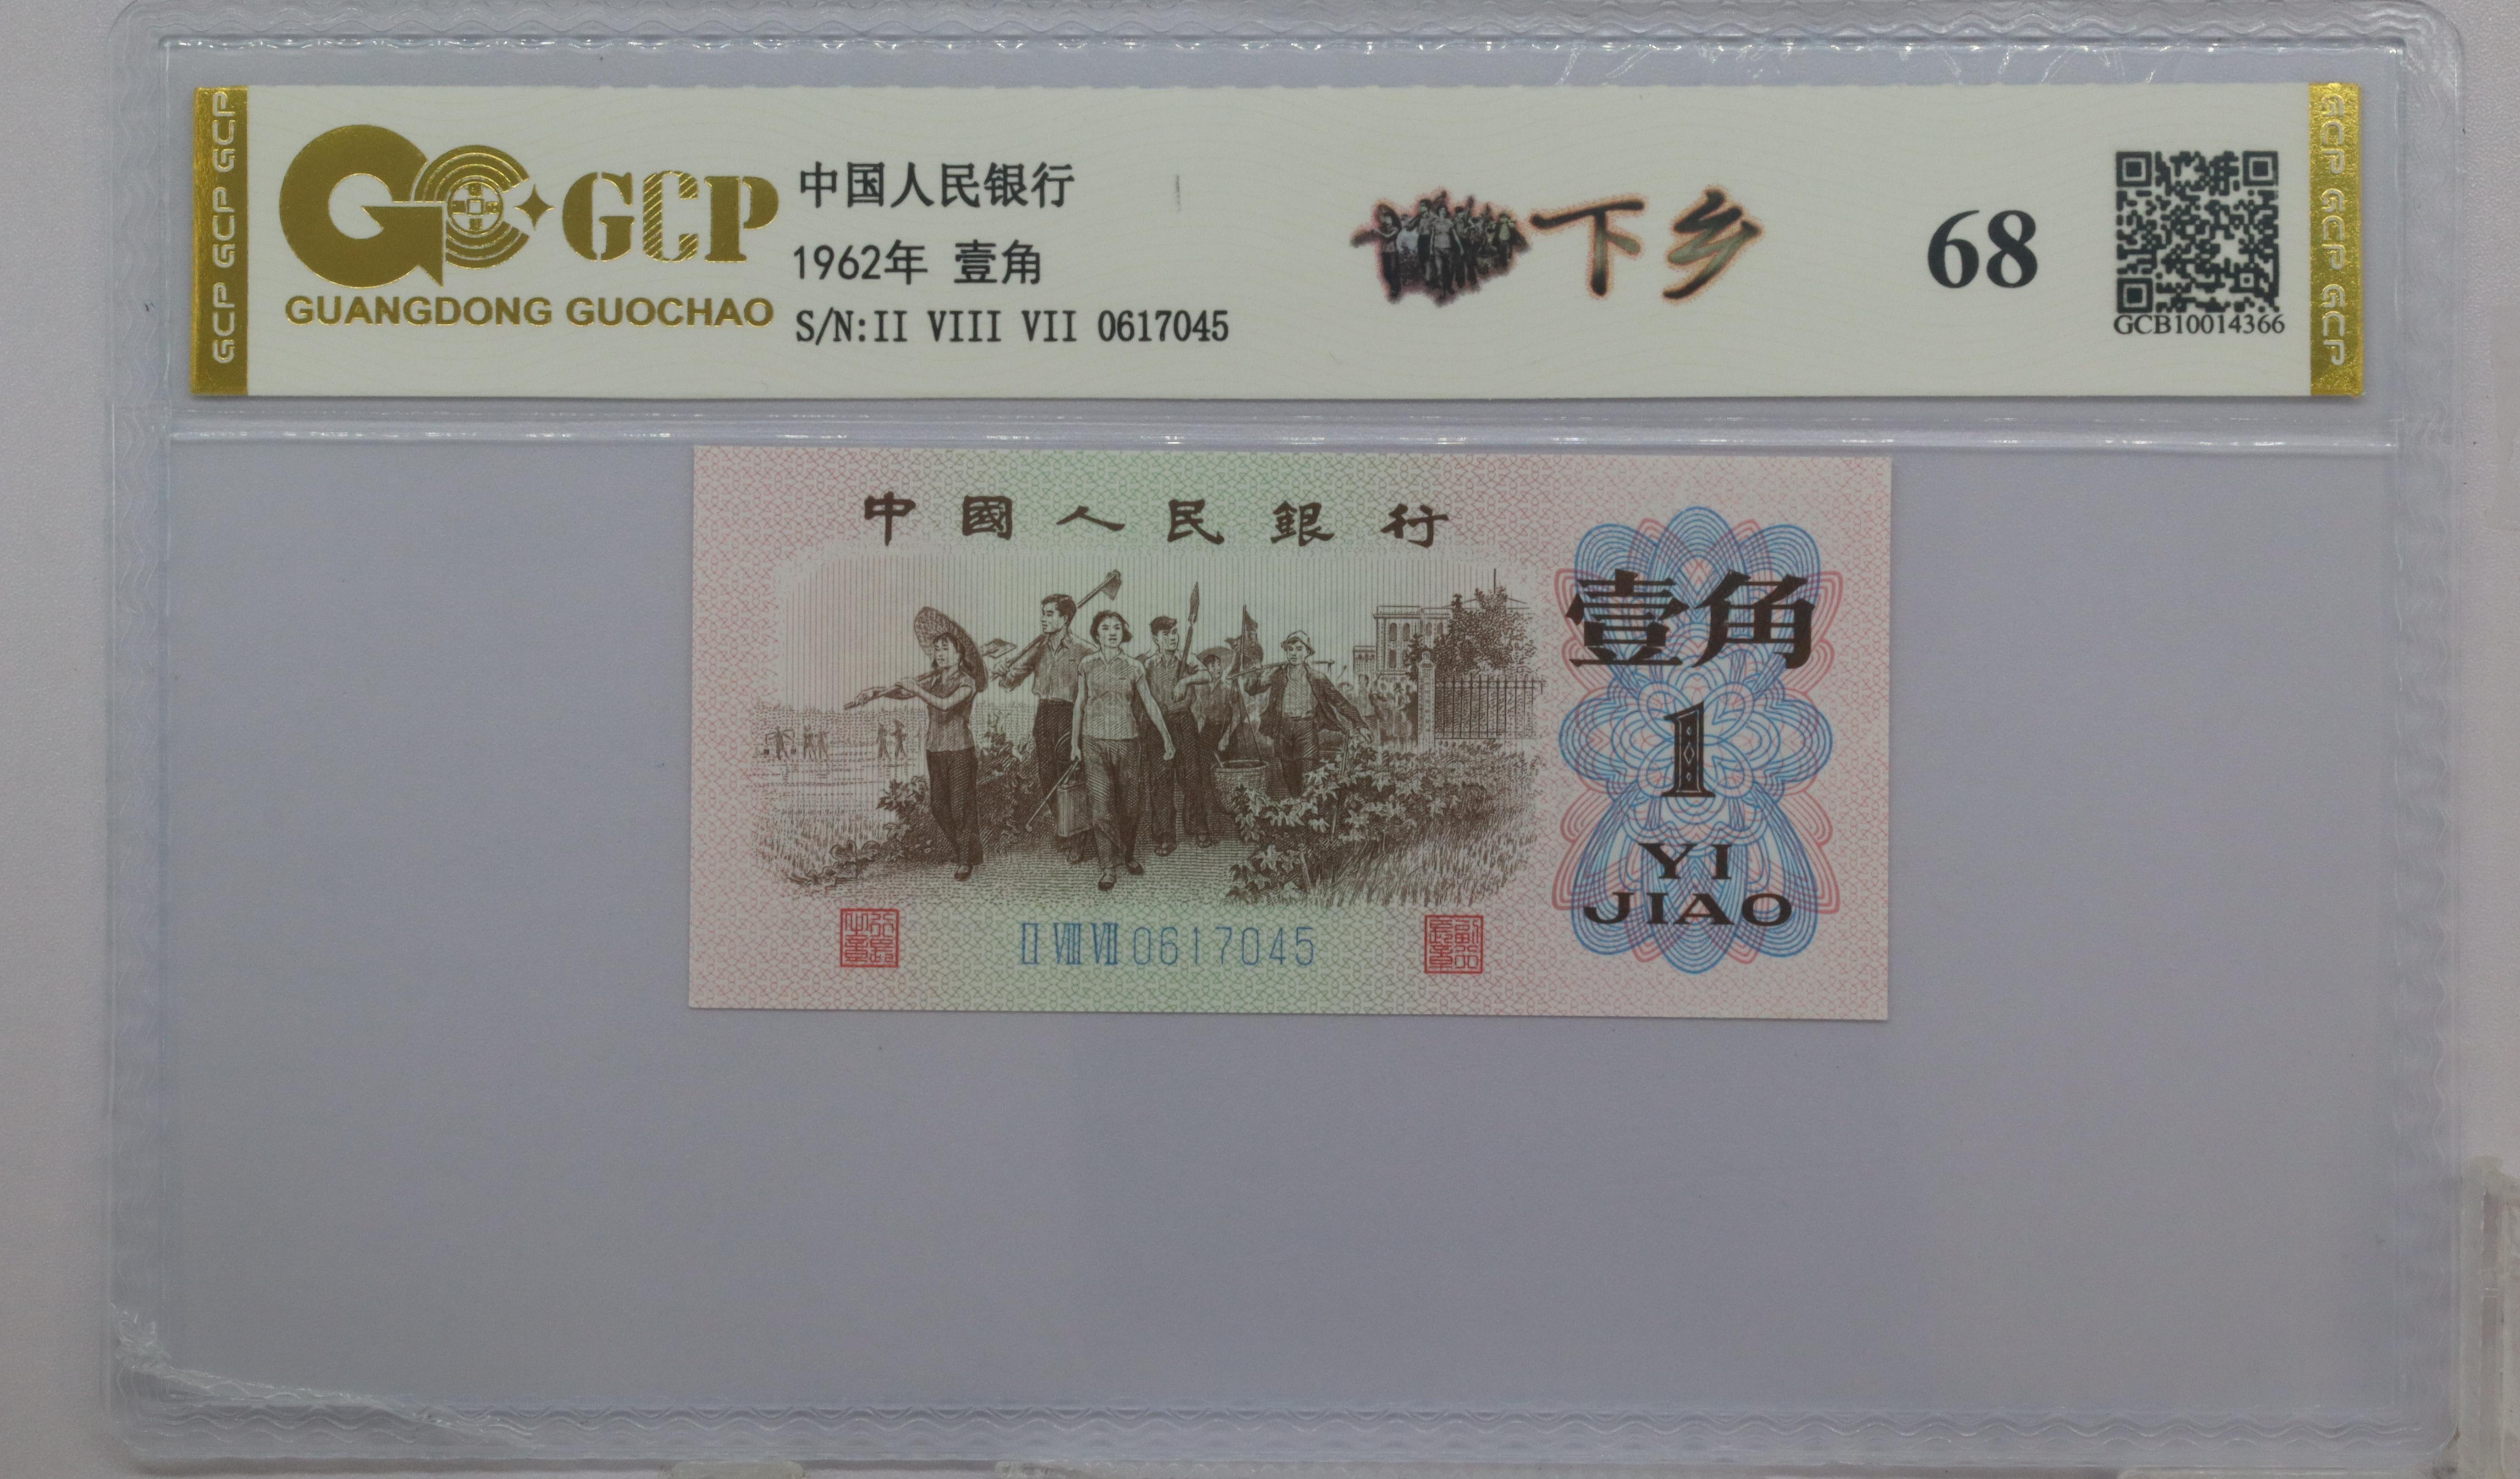 GCP GCP GCP
GCP
GUANGDONG GUOCHAO
中国人民银行
1962年 壹角
S/N:II VIII VII 0617045
下乡
68
GCB10014366
GCP GCP GCP
中國人民銀行
壹角
1
YI
JIAO
II VIII VII 0617045